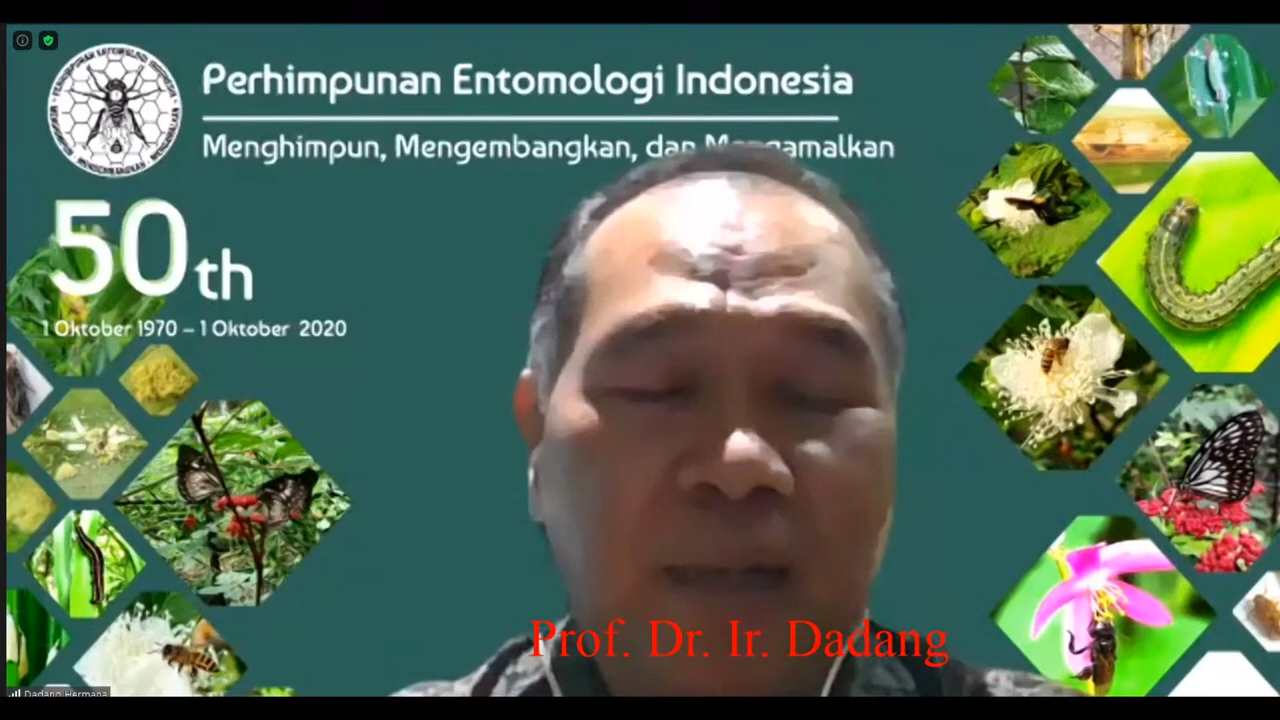 Perhimpunan Entomologi Indonesia
Menghimpun, Mengembangkan, dan Mengamalkan
50th
1 Oktober 1970 – 1 Oktober 2020
Prof. Dr. Ir. Dadang
Dadang Hermana